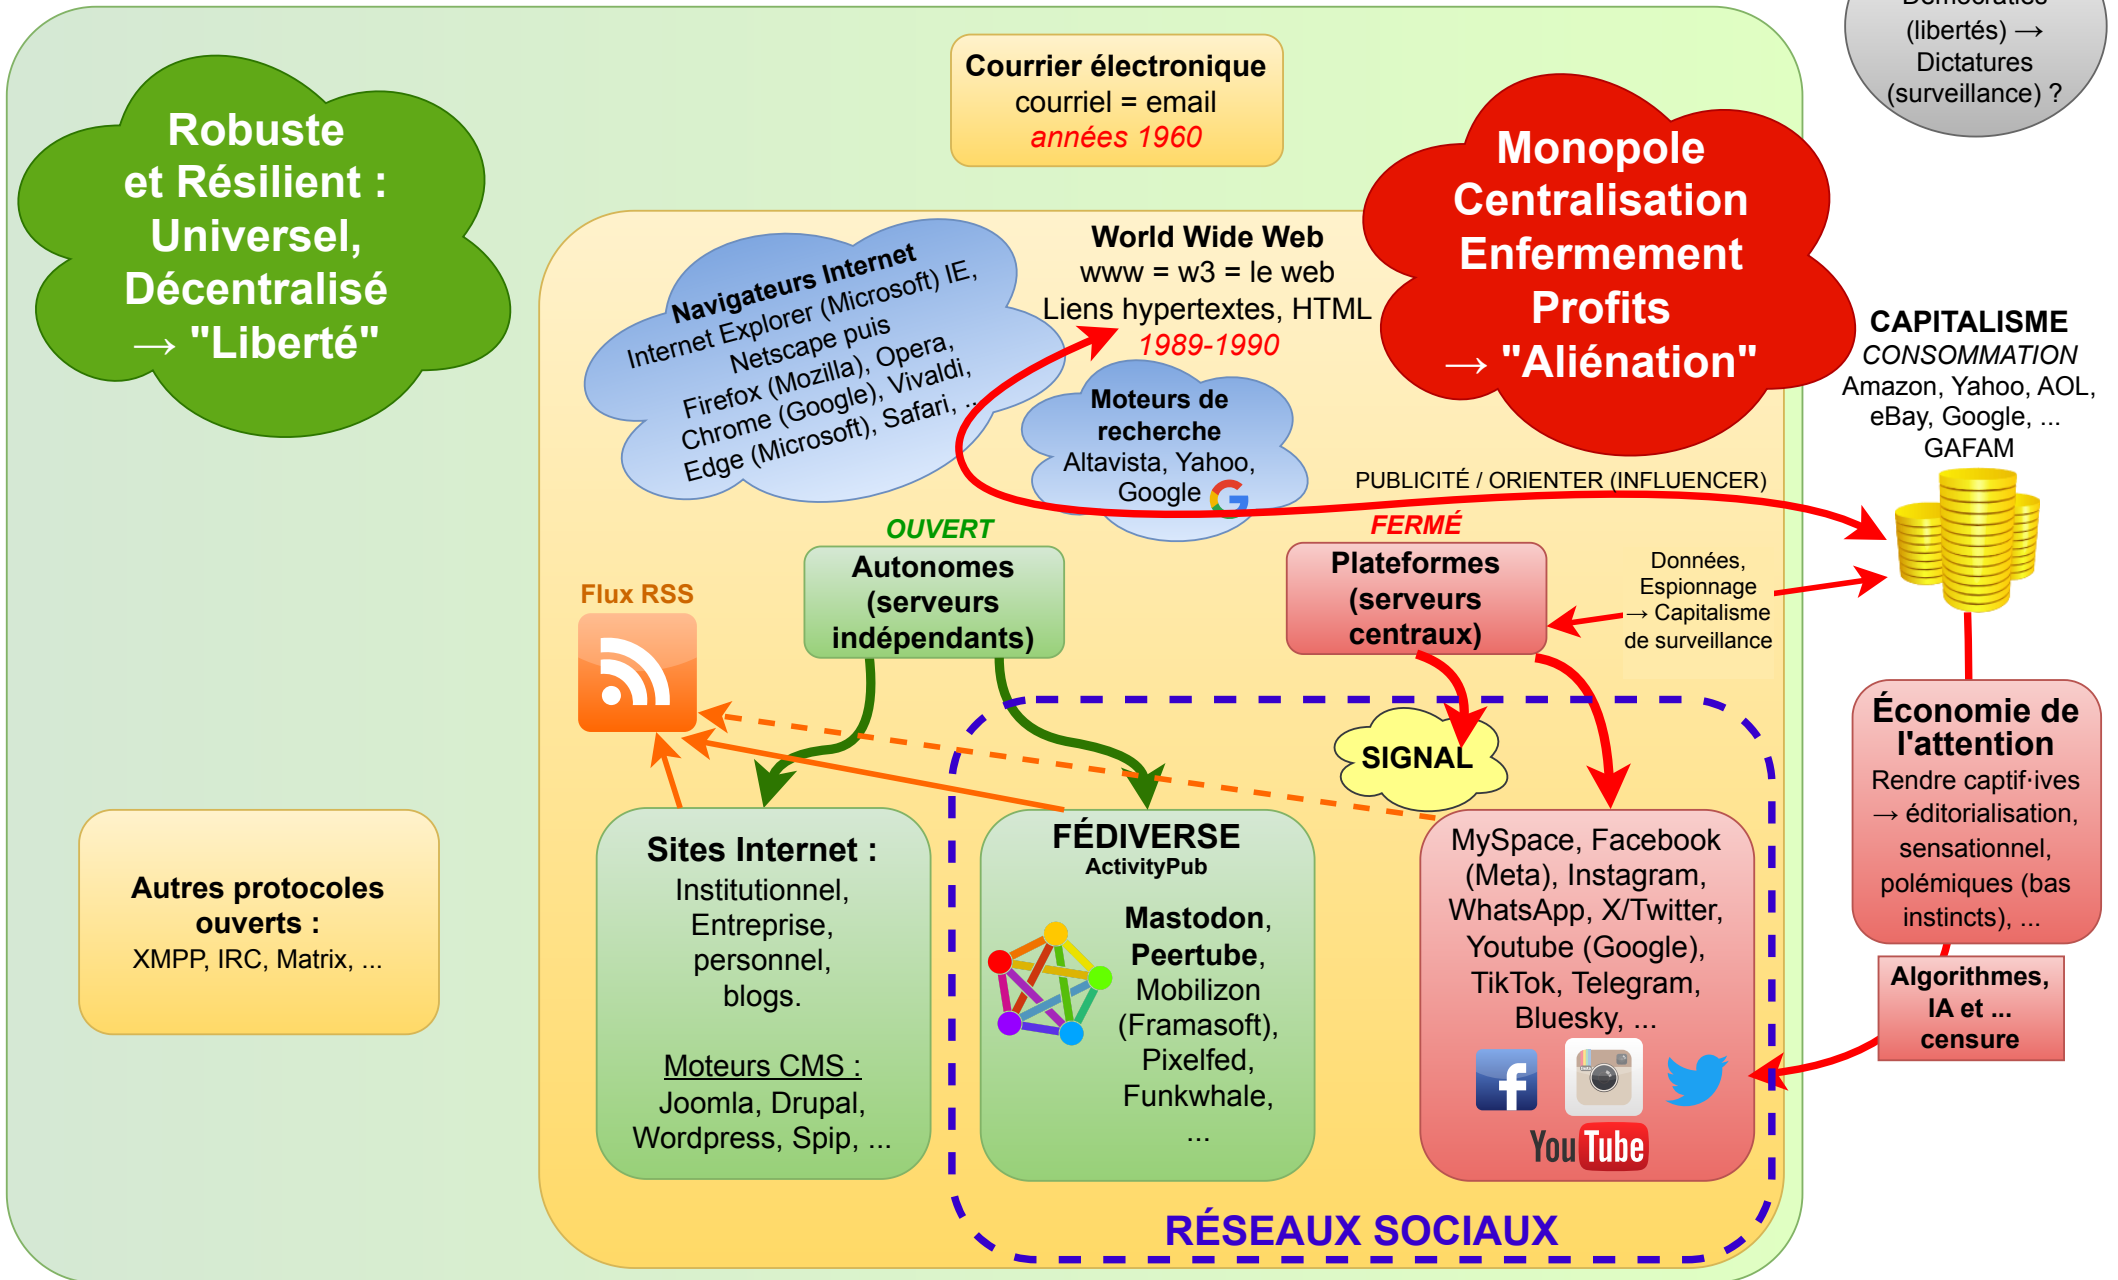 Démocraties
(libertés) →
Dictatures
(surveillance) ?
Courrier électronique
courriel = email
années 1960
Robuste
et Résilient :
Universel,
Décentralisé
→ "Liberté"
Monopole
Centralisation
Enfermement
Profits
→ "Aliénation"
Navigateurs Internet
Internet Explorer (Microsoft) IE,
Netscape puis
Firefox (Mozilla), Opera,
Chrome (Google), Vivaldi,
Edge (Microsoft), Safari, ...
World Wide Web
www = w3 = le web
Liens hypertextes, HTML
1989-1990
Moteurs de
recherche
Altavista, Yahoo,
Google
CAPITALISME
CONSOMMATION
Amazon, Yahoo, AOL,
eBay, Google, ...
GAFAM
PUBLICITÉ / ORIENTER (INFLUENCER)
OUVERT
Autonomes
(serveurs
indépendants)
FERMÉ
Plateformes
(serveurs
centraux)
Données,
Espionnage
→ Capitalisme
de surveillance
Flux RSS
SIGNAL
Économie de
l'attention
Rendre captif·ives
→ éditorialisation,
sensationnel,
polémiques (bas
instincts), ...
Algorithmes,
IA et ...
censure
Autres protocoles
ouverts :
XMPP, IRC, Matrix, ...
Sites Internet :
Institutionnel,
Entreprise,
personnel,
blogs.
Moteurs CMS :
Joomla, Drupal,
Wordpress, Spip, ...
FÉDIVERSE
ActivityPub
Mastodon,
Peertube,
Mobilizon
(Framasoft),
Pixelfed,
Funkwhale,
...
MySpace, Facebook
(Meta), Instagram,
WhatsApp, X/Twitter,
Youtube (Google),
TikTok, Telegram,
Bluesky, ...
You Tube
RÉSEAUX SOCIAUX